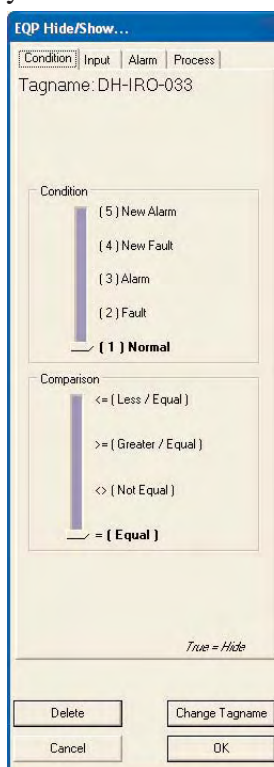 EQP Hide/Show...
Condition Input Alarm Process
Tagname: DH-IRO-033
Condition
( 5 ) New Alarm
( 4 ) New Fault
( 3 ) Alarm
( 2 ) Fault
( 1 ) Normal
Comparison
<= ( Less / Equal )
>= ( Greater / Equal )
<> ( Not Equal )
= ( Equal )
True = Hide
Delete Change Tagname
Cancel OK